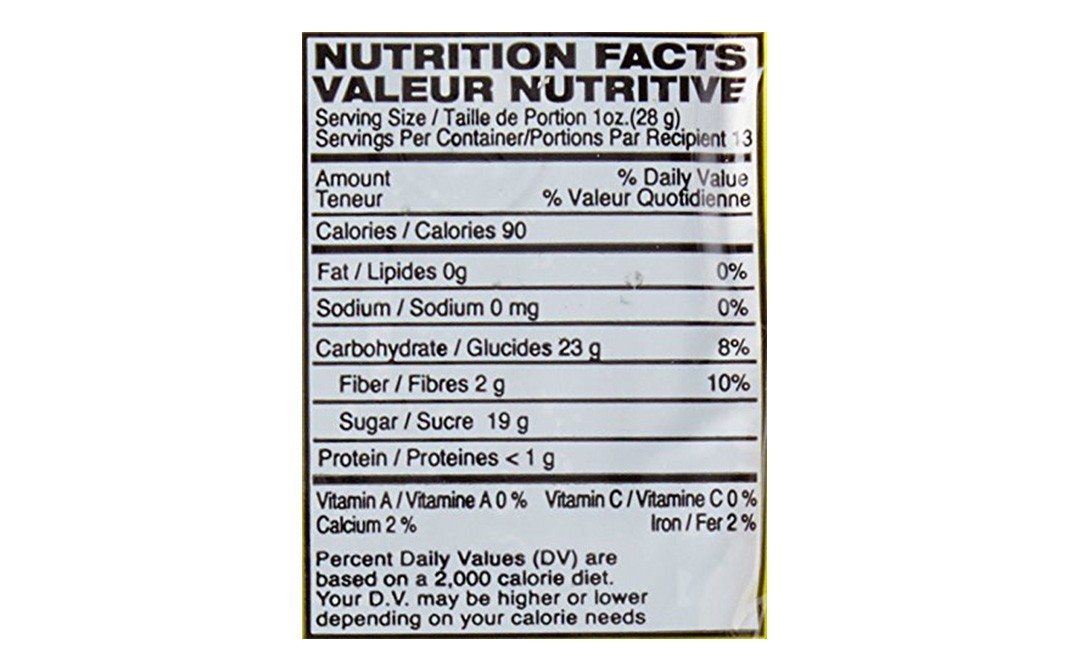 NUTRITION FACTS
VALEUR NUTRITIVE
Serving Size / Taille de Portion 1oz.(28 g)
Servings Per Container/Portions Par Recipient 13
Amount % Daily Value
Teneur % Valeur Quotidienne
Calories / Calories 90
Fat / Lipides 0g 0%
Sodium / Sodium 0 mg 0%
Carbohydrate / Glucides 23 g 8%
Fiber / Fibres 2 g 10%
Sugar / Sucre 19 g
Protein / Proteines < 1 g
Vitamin A / Vitamine A 0 % Vitamin C / Vitamine C 0 %
Calcium 2 % Iron / Fer 2 %
Percent Daily Values (DV) are
based on a 2,000 calorie diet.
Your D.V. may be higher or lower
depending on your calorie needs